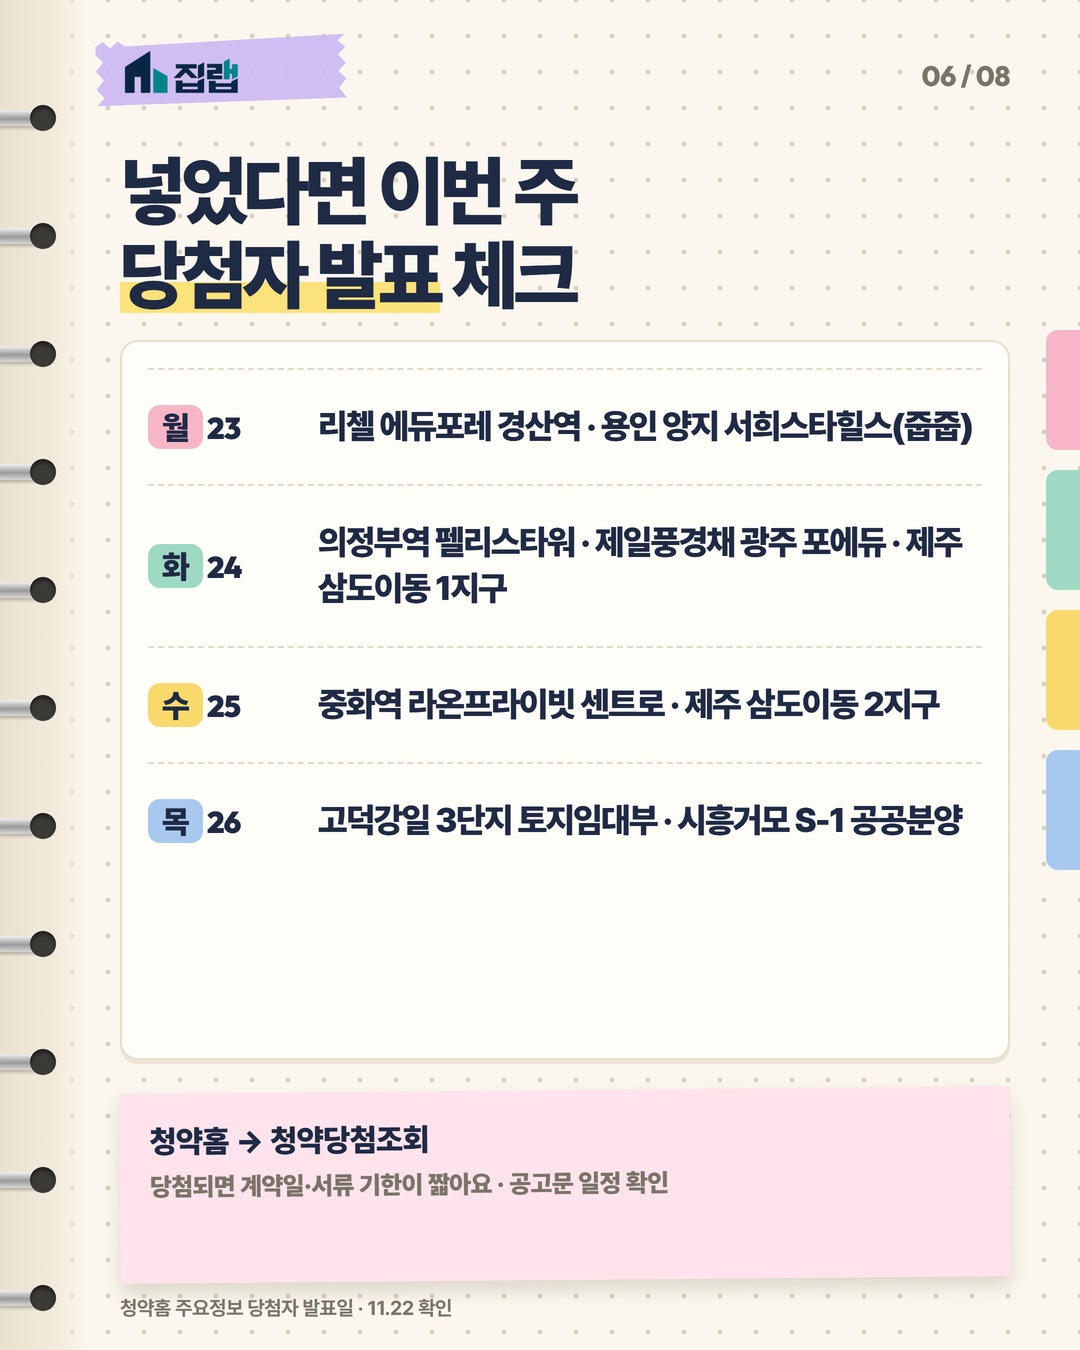 집랩
06 / 08
넣었다면 이번 주
당첨자 발표 체크
월 23 리첼 에듀포레 경산역 · 용인 양지 서희스타힐스(줍줍)
화 24 의정부역 펠리스타워 · 제일풍경채 광주 포에듀 · 제주
삼도이동 1지구
수 25 중화역 라온프라이빗 센트로 · 제주 삼도이동 2지구
목 26 고덕강일 3단지 토지임대부 · 시흥거모 S-1 공공분양
청약홈 → 청약당첨조회
당첨되면 계약일·서류 기한이 짧아요 · 공고문 일정 확인
청약홈 주요정보 당첨자 발표일 · 11.22 확인